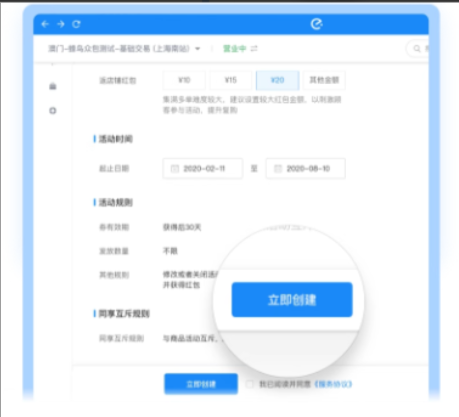 澳门-蜂鸟众包测试-基础交易 (上海南站)
营业中
返店铺红包 ¥10 ¥15 ¥20 其他金额
集满多单难度较大，建议设置较大红包金额，以刺激顾
客参与活动，提升复购
活动时间
起止日期 2020-02-11 至 2020-08-10
活动规则
券有效期 获得后30天
发放数量 不限
其他规则
并获得红包
立即创建
同享互斥规则
同享互斥规则 与商品活动互斥，
立即创建 我已阅读并同意《服务协议》